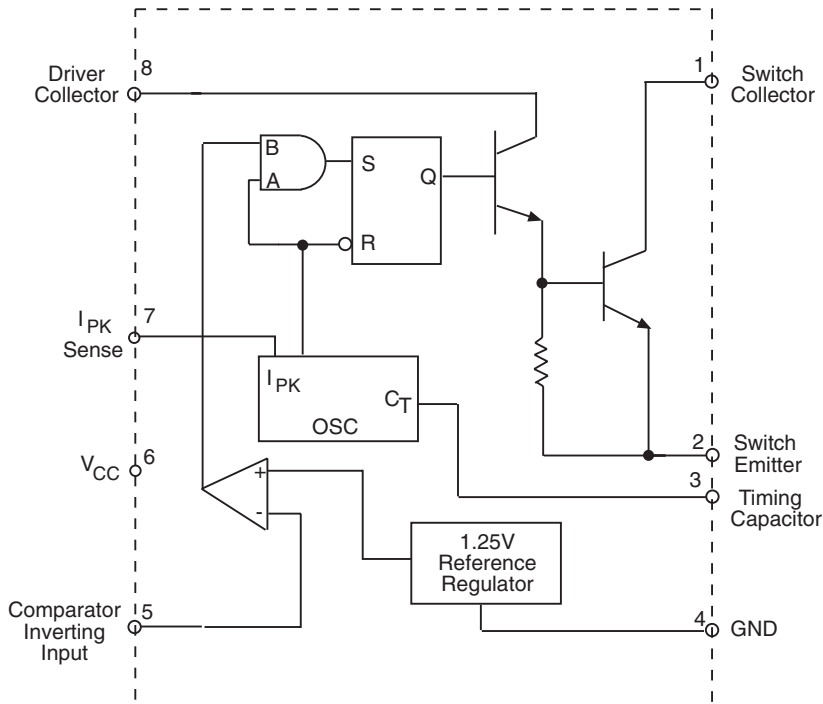 8
Driver
Collector
1
Switch
Collector
B
A
S
Q
R
7
I PK
Sense
I PK
C T
OSC
6
V CC
2
Switch
Emitter
3
Timing
Capacitor
+
-
1.25V
Reference
Regulator
5
Comparator
Inverting
Input
4
GND